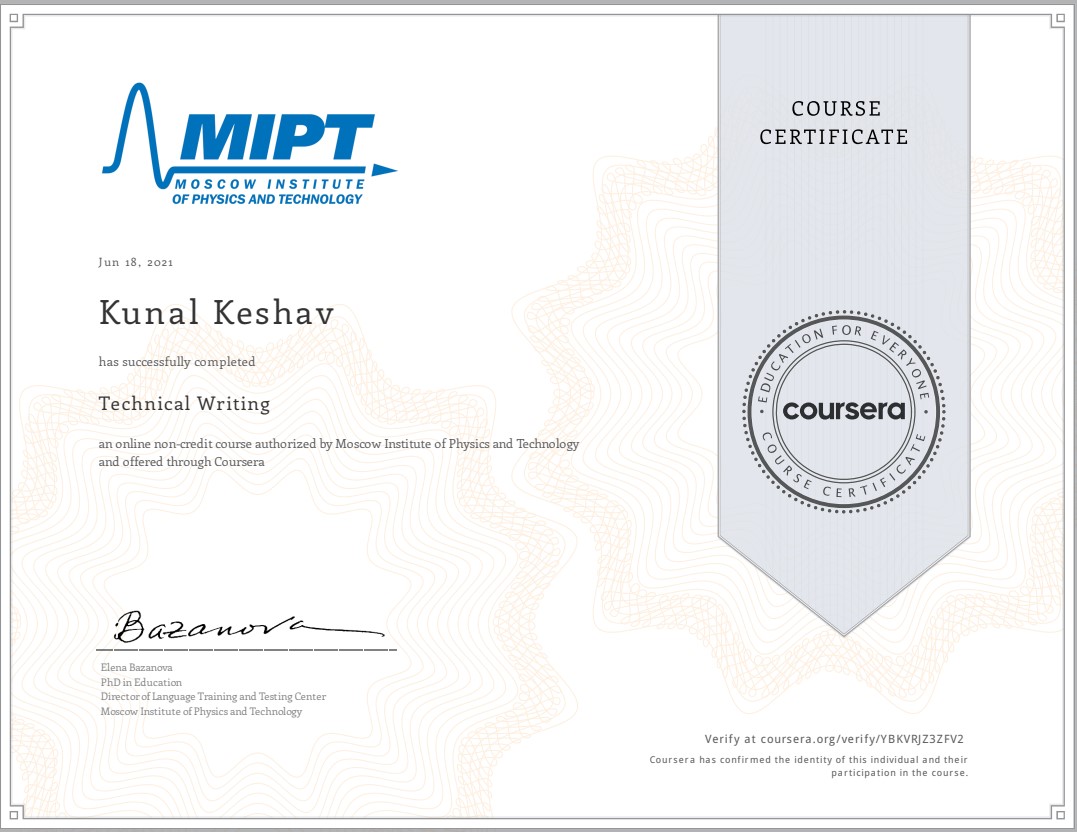 MIPT
MOSCOW INSTITUTE
OF PHYSICS AND TECHNOLOGY
COURSE
CERTIFICATE
Jun 18, 2021
Kunal Keshav
has successfully completed
Technical Writing
an online non-credit course authorized by Moscow Institute of Physics and Technology
and offered through Coursera
EDUCATION FOR EVERYONE
coursera
COURSE CERTIFICATE
Bazanova
Elena Bazanova
PhD in Education
Director of Language Training and Testing Center
Moscow Institute of Physics and Technology
Verify at coursera.org/verify/YBKVRJZ3ZFV2
Coursera has confirmed the identity of this individual and their
participation in the course.